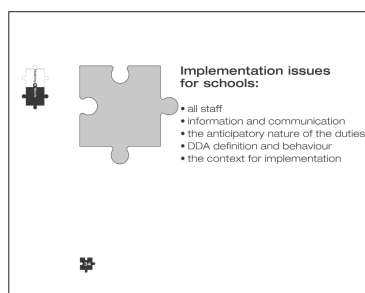 Implementation issues
for schools:
• all staff
• information and communication
• the anticipatory nature of the duties
• DDA definition and behaviour
• the context for implementation